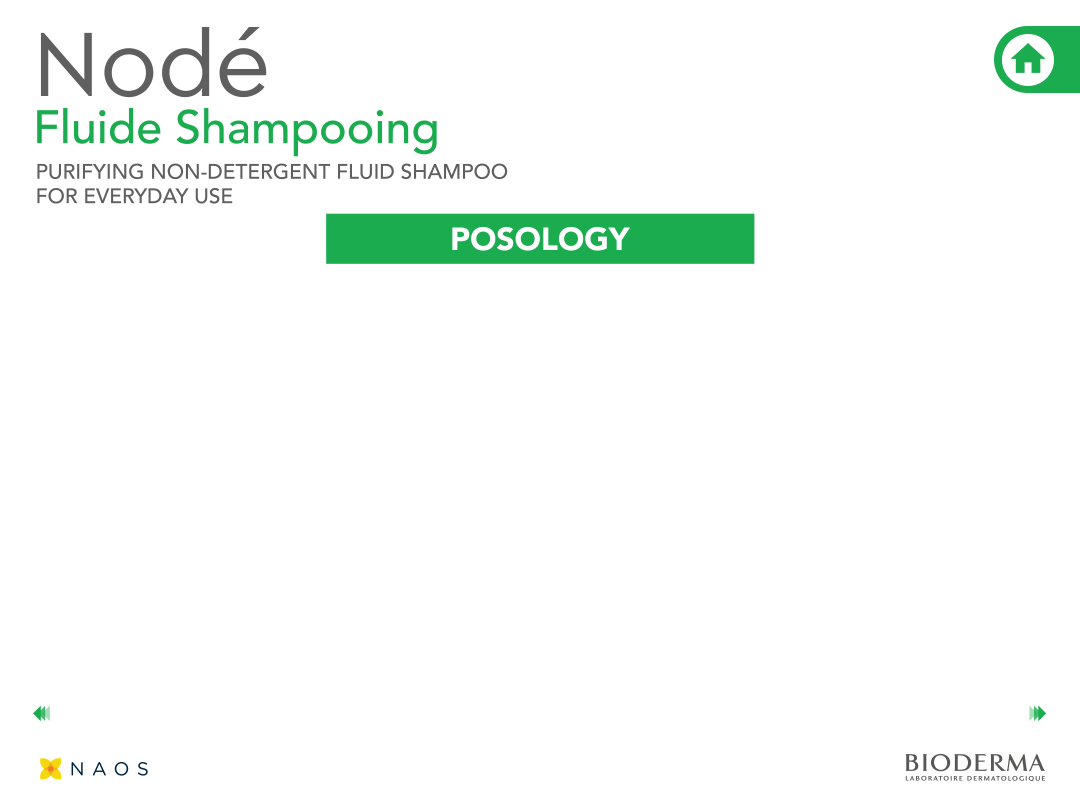 Nodé
Fluide Shampooing
PURIFYING NON-DETERGENT FLUID SHAMPOO
FOR EVERYDAY USE
POSOLOGY
NAOS
BIODERMA
LABORATOIRE DERMATOLOGIQUE